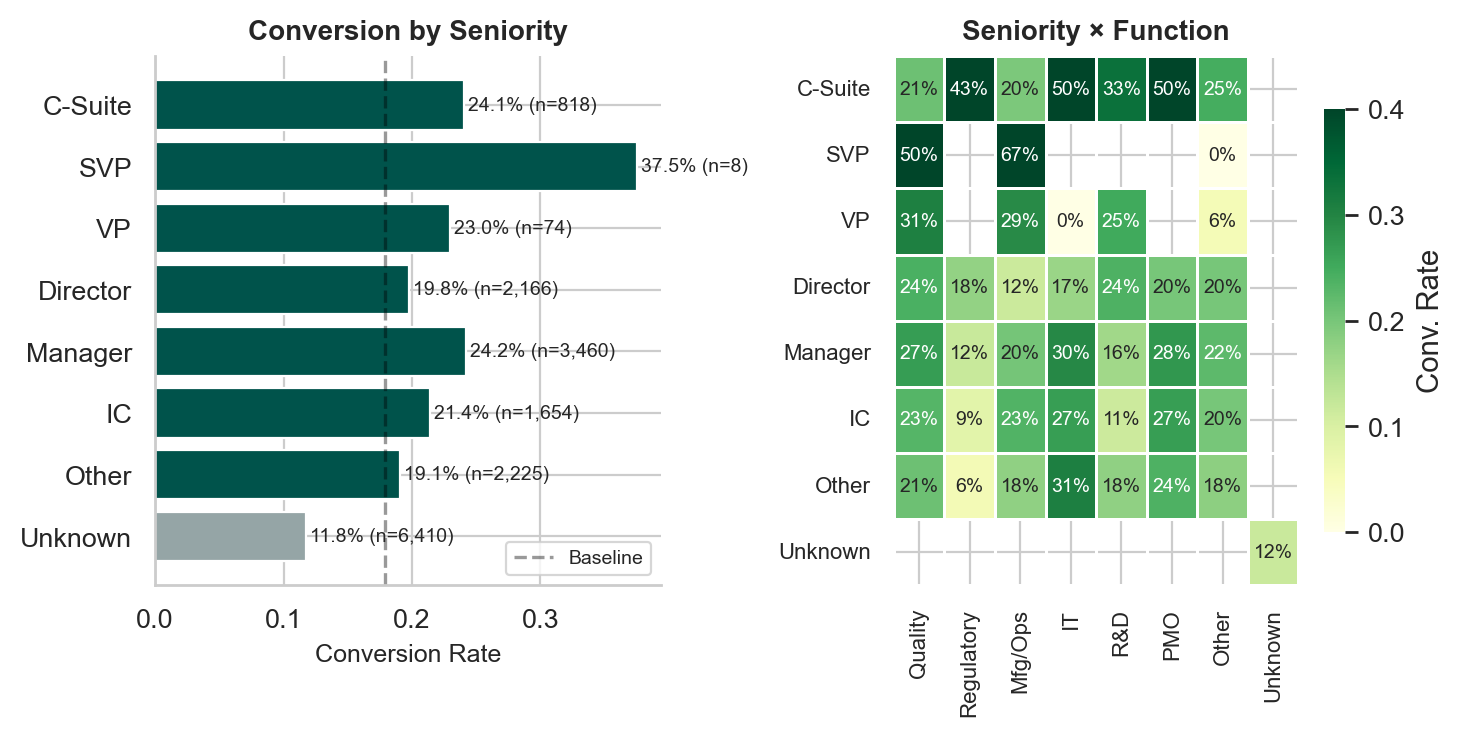 Conversion by Seniority
C-Suite
24.1% (n=818)
SVP
37.5% (n=8)
VP
23.0% (n=74)
Director
19.8% (n=2,166)
Manager
24.2% (n=3,460)
IC
21.4% (n=1,654)
Other
19.1% (n=2,225)
Unknown
11.8% (n=6,410)
Baseline
0.0 0.1 0.2 0.3
Conversion Rate
Seniority × Function
C-Suite 21% 43% 20% 50% 33% 50% 25%
SVP 50% 67% 0%
VP 31% 29% 0% 25% 6%
Director 24% 18% 12% 17% 24% 20% 20%
Manager 27% 12% 20% 30% 16% 28% 22%
IC 23% 9% 23% 27% 11% 27% 20%
Other 21% 6% 18% 31% 18% 24% 18%
Unknown 12%
Quality
Regulatory
Mfg/Ops
IT
R&D
PMO
Other
Unknown
0.4
0.3
0.2
0.1
0.0
Conv. Rate